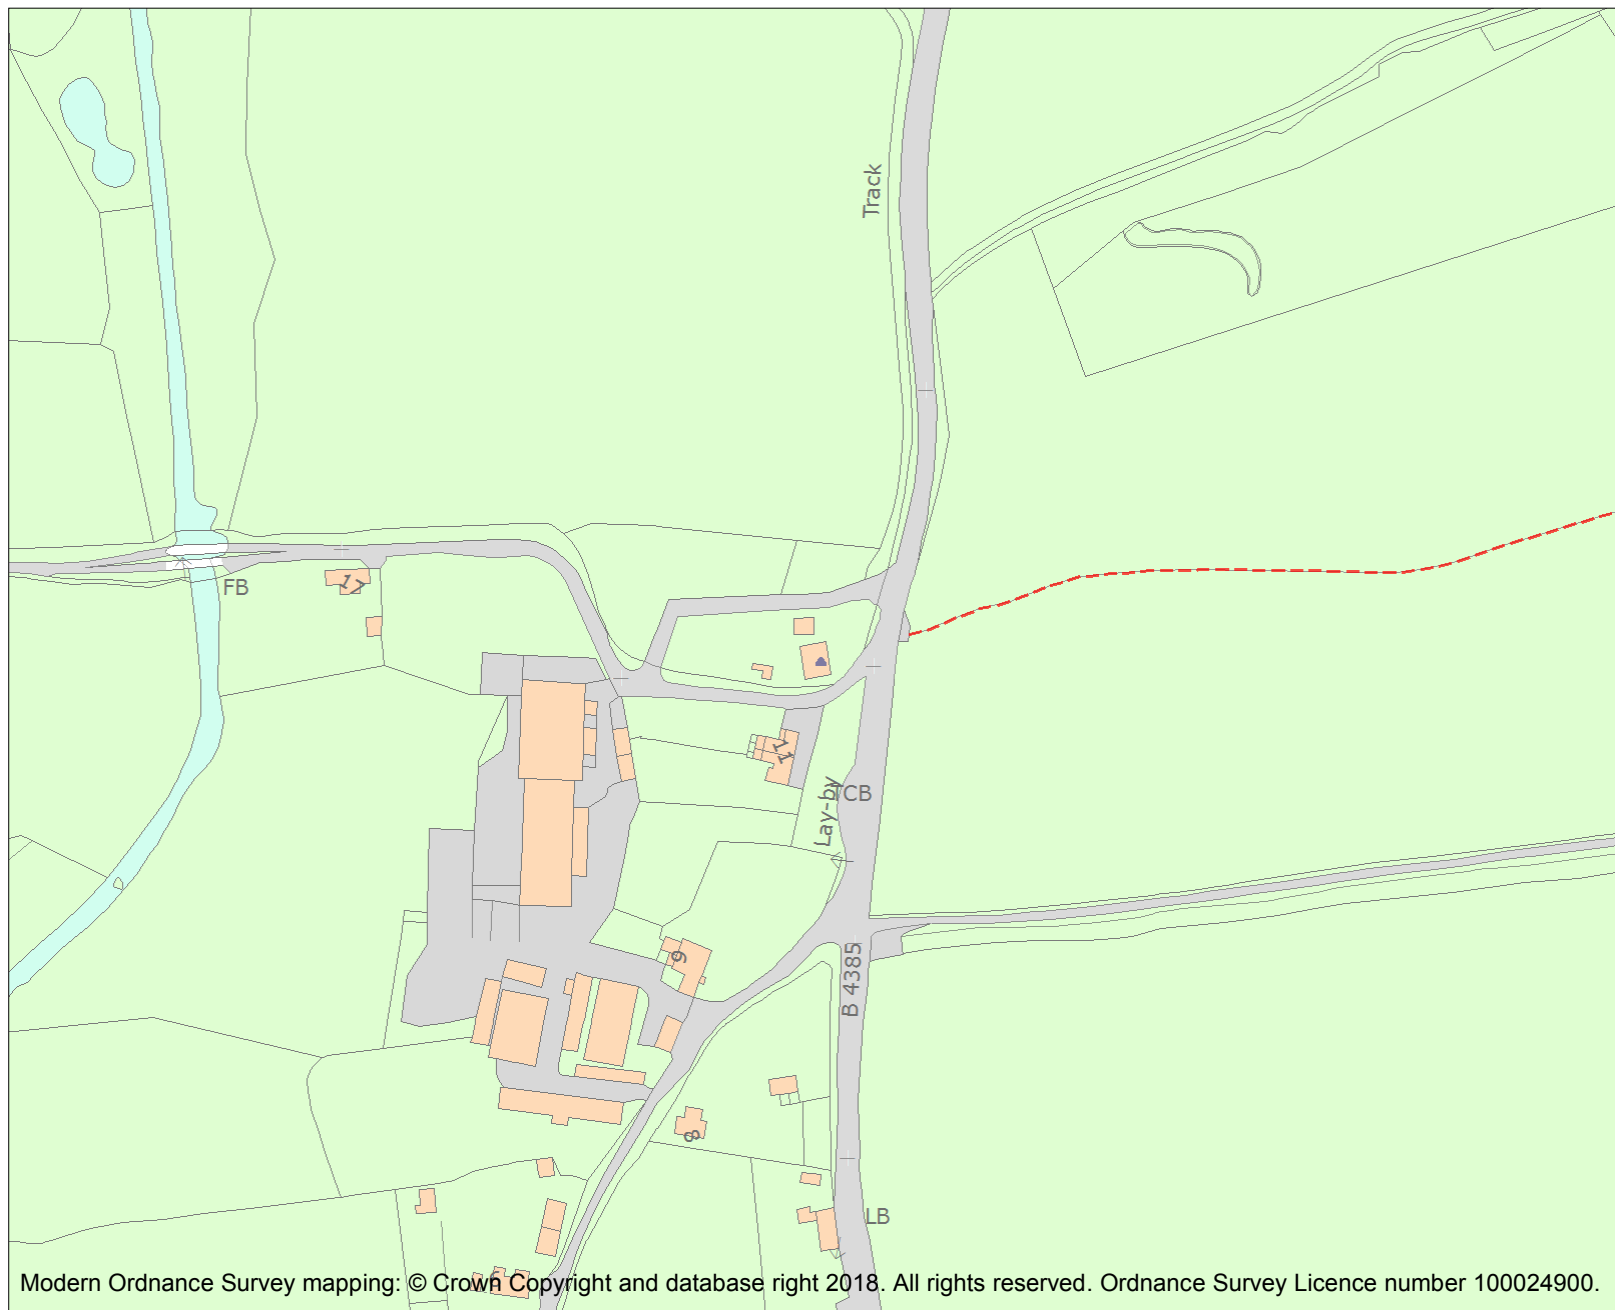 Track
FB
17
11
Lay-by
TCB
9
B 4385
8
LB
Modern Ordnance Survey mapping: © Crown Copyright and database right 2018. All rights reserved. Ordnance Survey Licence number 100024900.